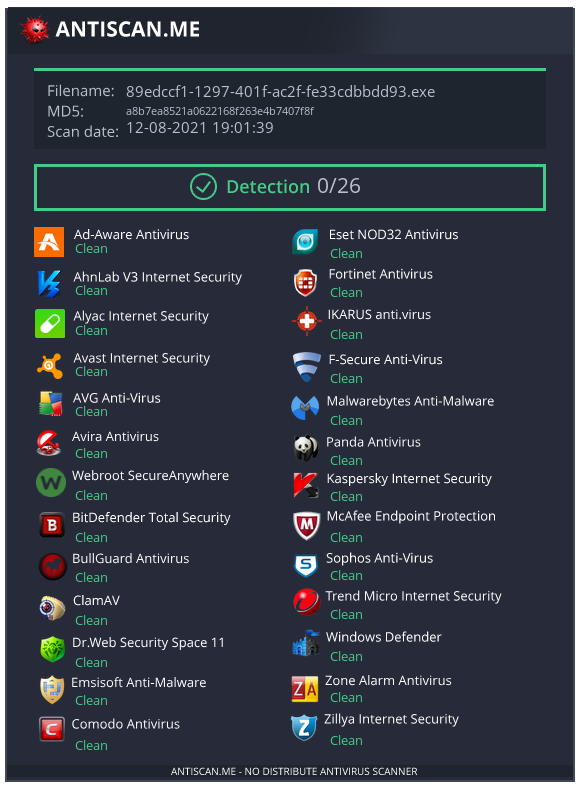 ANTISCAN.ME
Filename: 89edccf1-1297-401f-ac2f-fe33cdbbdd93.exe
MD5: a8b7ea8521a0622168f263e4b7407f8f
Scan date: 12-08-2021 19:01:39
Detection 0/26
Ad-Aware Antivirus
Clean
AhnLab V3 Internet Security
Clean
Alyac Internet Security
Clean
Avast Internet Security
Clean
AVG Anti-Virus
Clean
Avira Antivirus
Clean
W
Webroot SecureAnywhere
Clean
B
BitDefender Total Security
Clean
BullGuard Antivirus
Clean
ClamAV
Clean
Dr.Web Security Space 11
Clean
Emsisoft Anti-Malware
Clean
C
Comodo Antivirus
Clean
Eset NOD32 Antivirus
Clean
Fortinet Antivirus
Clean
IKARUS anti.virus
Clean
F-Secure Anti-Virus
Clean
Malwarebytes Anti-Malware
Clean
Panda Antivirus
Clean
Kaspersky Internet Security
Clean
M
McAfee Endpoint Protection
Clean
S
Sophos Anti-Virus
Clean
Trend Micro Internet Security
Clean
Windows Defender
Clean
ZA
Zone Alarm Antivirus
Clean
Z
Zillya Internet Security
Clean
ANTISCAN.ME - NO DISTRIBUTE ANTIVIRUS SCANNER